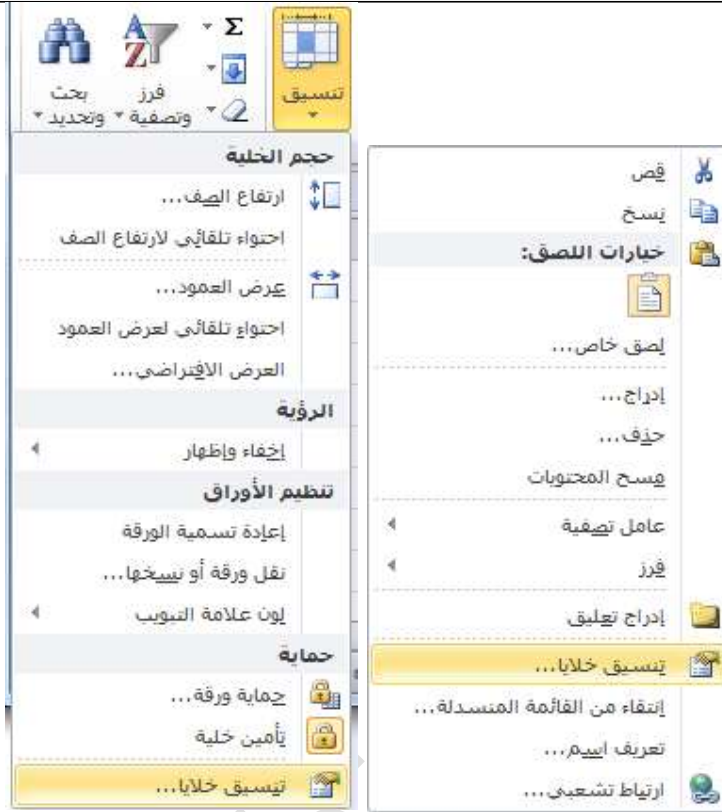 Σ
تنسيق
فرز
وتصفية
بحث
وتحديد
حجم الخلية
ارتفاع الصف...
احتواء تلقائي لارتفاع الصف
عرض العمود...
احتواء تلقائي لعرض العمود
العرض الافتراضي...
الرؤية
إخفاء وإظهار
تنظيم الأوراق
إعادة تسمية الورقة
نقل ورقة أو نسخها...
لون علامة التبويب
حماية
حماية ورقة...
تأمين خلية
تنسيق خلايا...
قص
نسخ
خيارات اللصق:
لصق خاص...
إدراج...
حذف...
مسح المحتويات
عامل تصفية
فرز
إدراج تعليق
تنسيق خلايا...
إنتقاء من القائمة المنسدلة...
تعريف اسم...
ارتباط تشعبي...